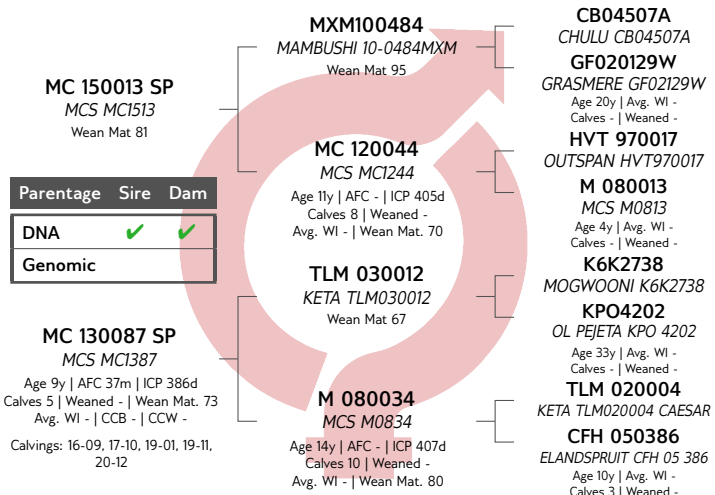 MC 150013 SP
MCS MC1513
Wean Mat 81
Parentage Sire Dam
DNA ✔ ✔
Genomic
MC 130087 SP
MCS MC1387
Age 9y | AFC 37m | ICP 386d
Calves 5 | Weaned - | Wean Mat. 73
Avg. WI - | CCB - | CCW -
Calvings: 16-09, 17-10, 19-01, 19-11,
20-12
MXM100484
MAMBUSHI 10-0484MXM
Wean Mat 95
MC 120044
MCS MC1244
Age 11y | AFC - | ICP 405d
Calves 8 | Weaned -
Avg. WI - | Wean Mat. 70
TLM 030012
KETA TLM030012
Wean Mat 67
M 080034
MCS M0834
Age 14y | AFC - | ICP 407d
Calves 10 | Weaned -
Avg. WI - | Wean Mat. 80
CB04507A
CHULU CB04507A
GF020129W
GRASMERE GF02129W
Age 20y | Avg. WI -
Calves - | Weaned -
HVT 970017
OUTSPAN HVT970017
M 080013
MCS M0813
Age 4y | Avg. WI -
Calves - | Weaned -
K6K2738
MOGWOONI K6K2738
KPO4202
OL PEJETA KPO 4202
Age 33y | Avg. WI -
Calves - | Weaned -
TLM 020004
KETA TLM020004 CAESAR
CFH 050386
ELANDSPRUIT CFH 05 386
Age 10y | Avg. WI -
Calves 3 | Weaned -